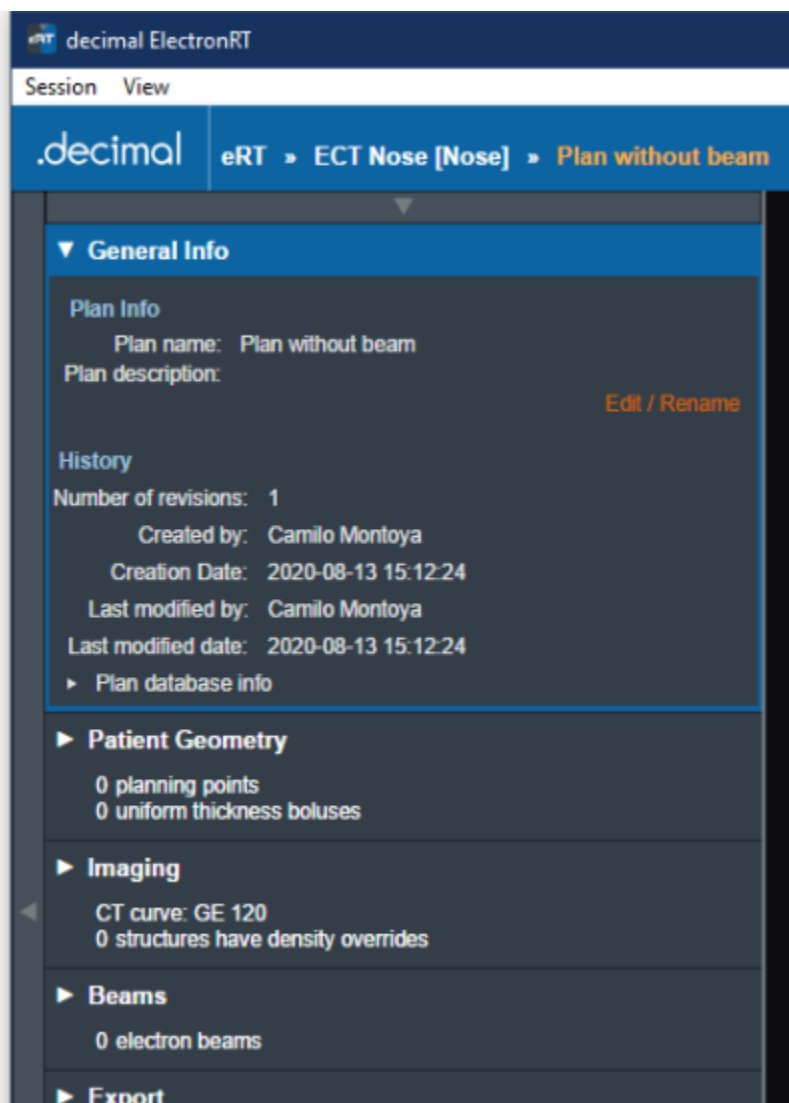 eRT decimal ElectronRT
Session View
.decimal eRT » ECT Nose [Nose] » Plan without beam
General Info
Plan Info
Plan name: Plan without beam
Plan description:
Edit / Rename
History
Number of revisions: 1
Created by: Camilo Montoya
Creation Date: 2020-08-13 15:12:24
Last modified by: Camilo Montoya
Last modified date: 2020-08-13 15:12:24
Plan database info
Patient Geometry
0 planning points
0 uniform thickness boluses
Imaging
CT curve: GE 120
0 structures have density overrides
Beams
0 electron beams
Export